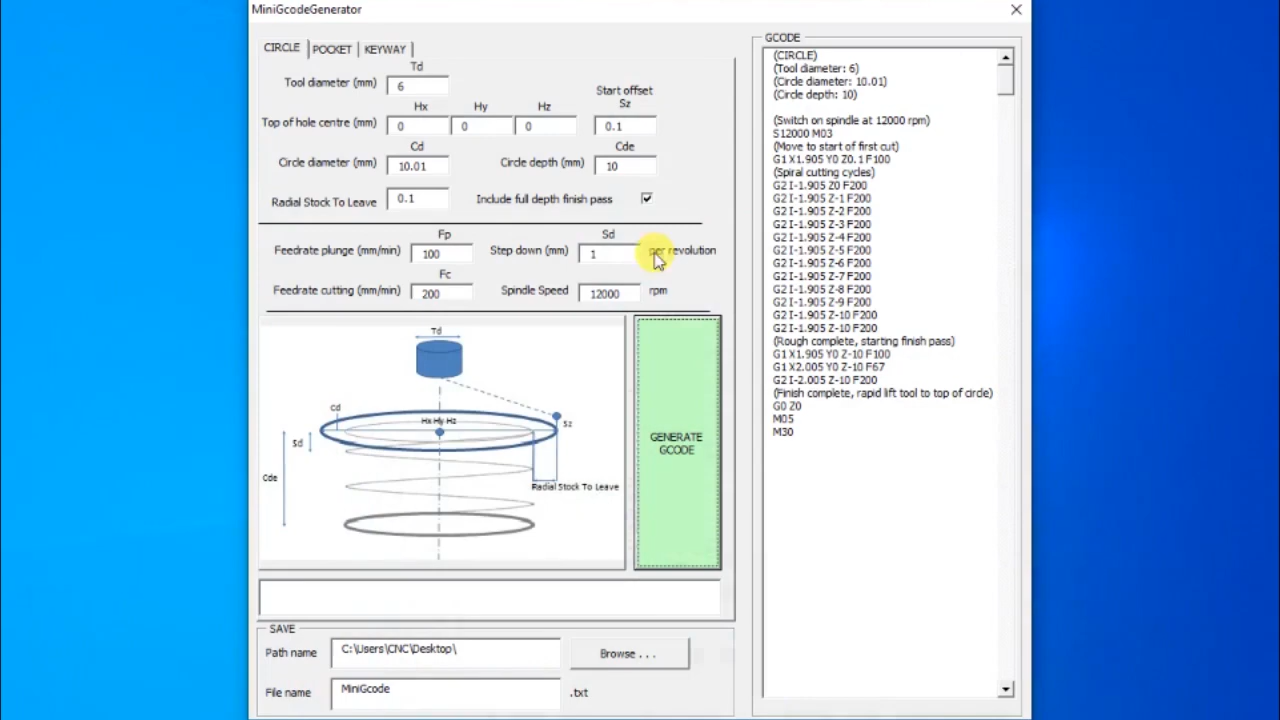 MiniGcodeGenerator
CIRCLE POCKET KEYWAY
Td
Tool diameter (mm) 6
Hx Hy Hz Start offset Sz
Top of hole centre (mm) 0 0 0 0.1
Cd Cde
Circle diameter (mm) 10.01 Circle depth (mm) 10
Radial Stock To Leave 0.1 Include full depth finish pass
Fp Sd
Feedrate plunge (mm/min) 100 Step down (mm) 1 per revolution
Fc
Feedrate cutting (mm/min) 200 Spindle Speed 12000 rpm
Td
Cd
Hx Hy Hz
Sz
Sd
Cde
Radial Stock To Leave
GENERATE
GCODE
SAVE
Path name C:\Users\CNC\Desktop\ Browse . . .
File name MiniGcode .txt
GCODE
(CIRCLE)
(Tool diameter: 6)
(Circle diameter: 10.01)
(Circle depth: 10)
(Switch on spindle at 12000 rpm)
S12000 M03
(Move to start of first cut)
G1 X1.905 Y0 Z0.1 F100
(Spiral cutting cycles)
G2 I-1.905 Z0 F200
G2 I-1.905 Z-1 F200
G2 I-1.905 Z-2 F200
G2 I-1.905 Z-3 F200
G2 I-1.905 Z-4 F200
G2 I-1.905 Z-5 F200
G2 I-1.905 Z-6 F200
G2 I-1.905 Z-7 F200
G2 I-1.905 Z-8 F200
G2 I-1.905 Z-9 F200
G2 I-1.905 Z-10 F200
G2 I-1.905 Z-10 F200
(Rough complete, starting finish pass)
G1 X1.905 Y0 Z-10 F100
G1 X2.005 Y0 Z-10 F67
G2 I-2.005 Z-10 F200
(Finish complete, rapid lift tool to top of circle)
G0 Z0
M05
M30